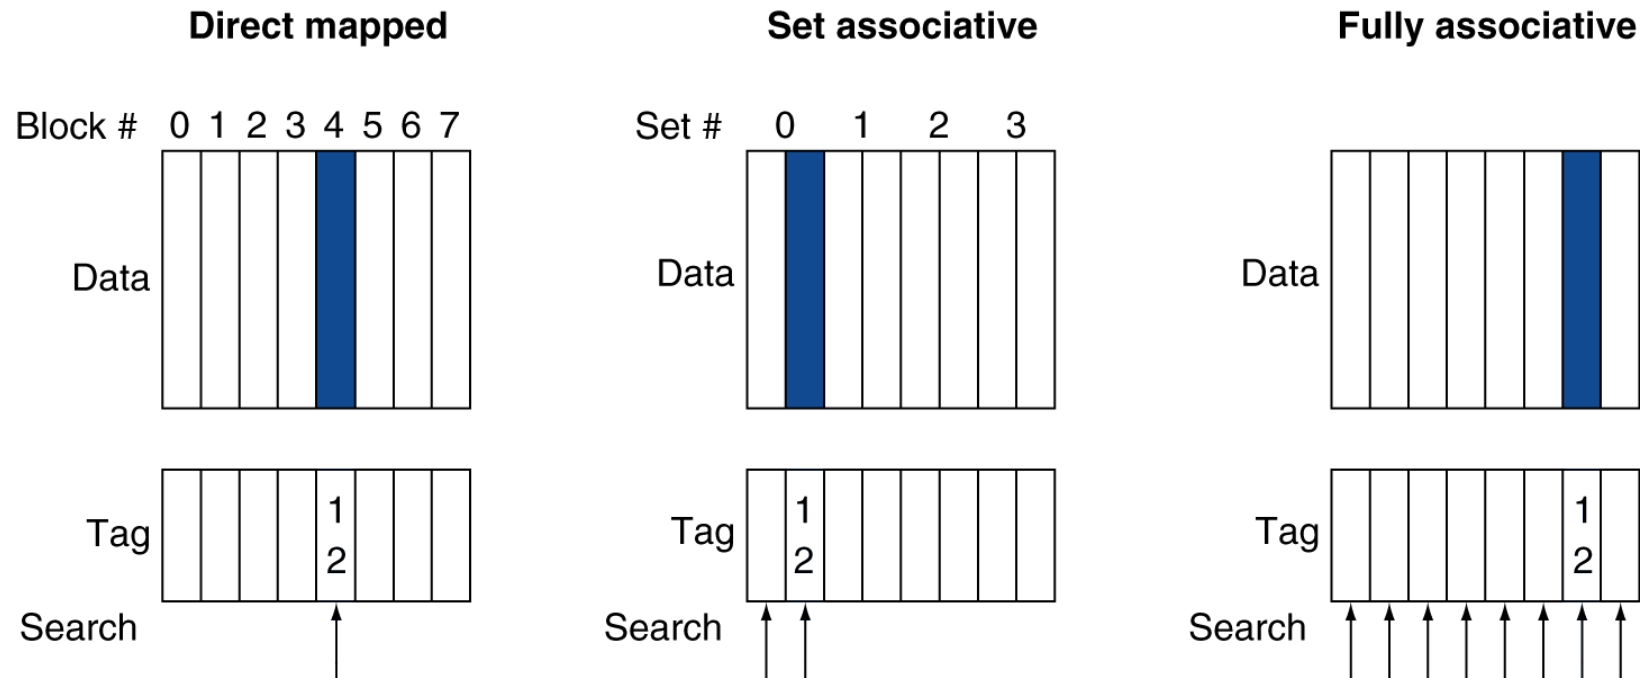 Direct mapped
Block # 0 1 2 3 4 5 6 7
Data
Tag
1
2
Search
Set associative
Set # 0 1 2 3
Data
Tag
1
2
Search
Fully associative
Data
Tag
1
2
Search